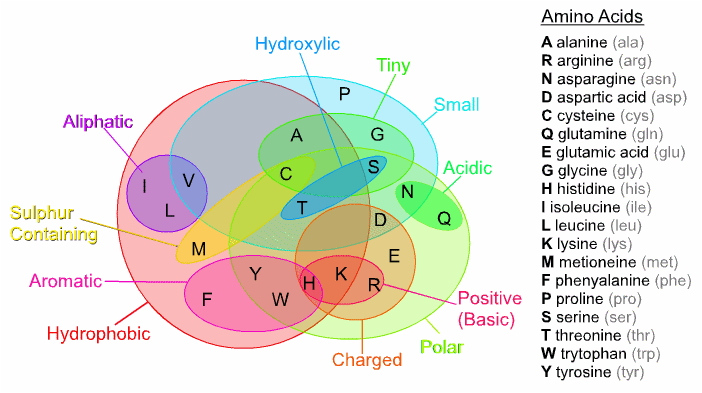 Hydroxylic
Tiny
Small
Aliphatic
Acidic
Sulphur
Containing
Aromatic
Positive
(Basic)
Hydrophobic
Charged
Polar
P
A
G
I
V
L
C
S
T
N
Q
D
M
E
Y
F
W
H
K
R
Amino Acids
A alanine (ala)
R arginine (arg)
N asparagine (asn)
D aspartic acid (asp)
C cysteine (cys)
Q glutamine (gln)
E glutamic acid (glu)
G glycine (gly)
H histidine (his)
I isoleucine (ile)
L leucine (leu)
K lysine (lys)
M metioneine (met)
F phenyalanine (phe)
P proline (pro)
S serine (ser)
T threonine (thr)
W trytophan (trp)
Y tyrosine (tyr)